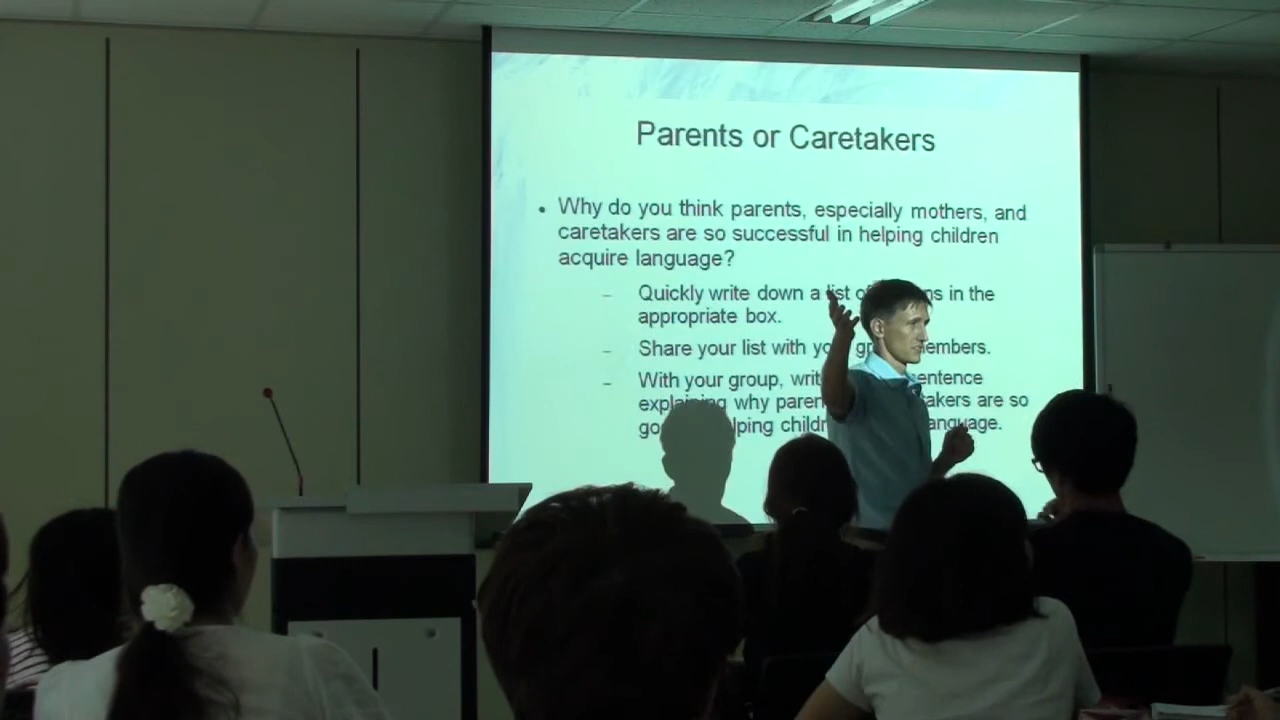 Parents or Caretakers
• Why do you think parents, especially mothers, and
caretakers are so successful in helping children
acquire language?
– Quickly write down a list in the
appropriate box.
– Share your list with members.
– With your group, sentence
why are so
language.